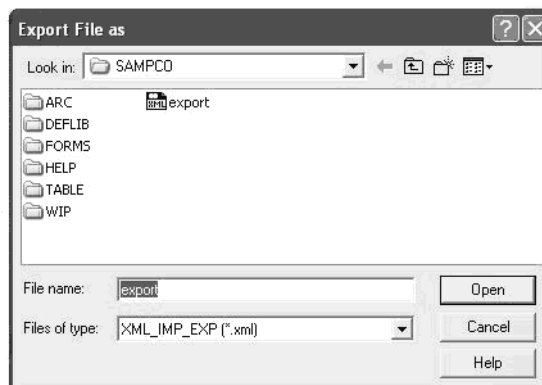 Export File as
Look in: SAMPCO
ARC
export
DEFLIB
FORMS
HELP
TABLE
WIP
File name: export
Open
Files of type: XML_IMP_EXP (*.xml)
Cancel
Help